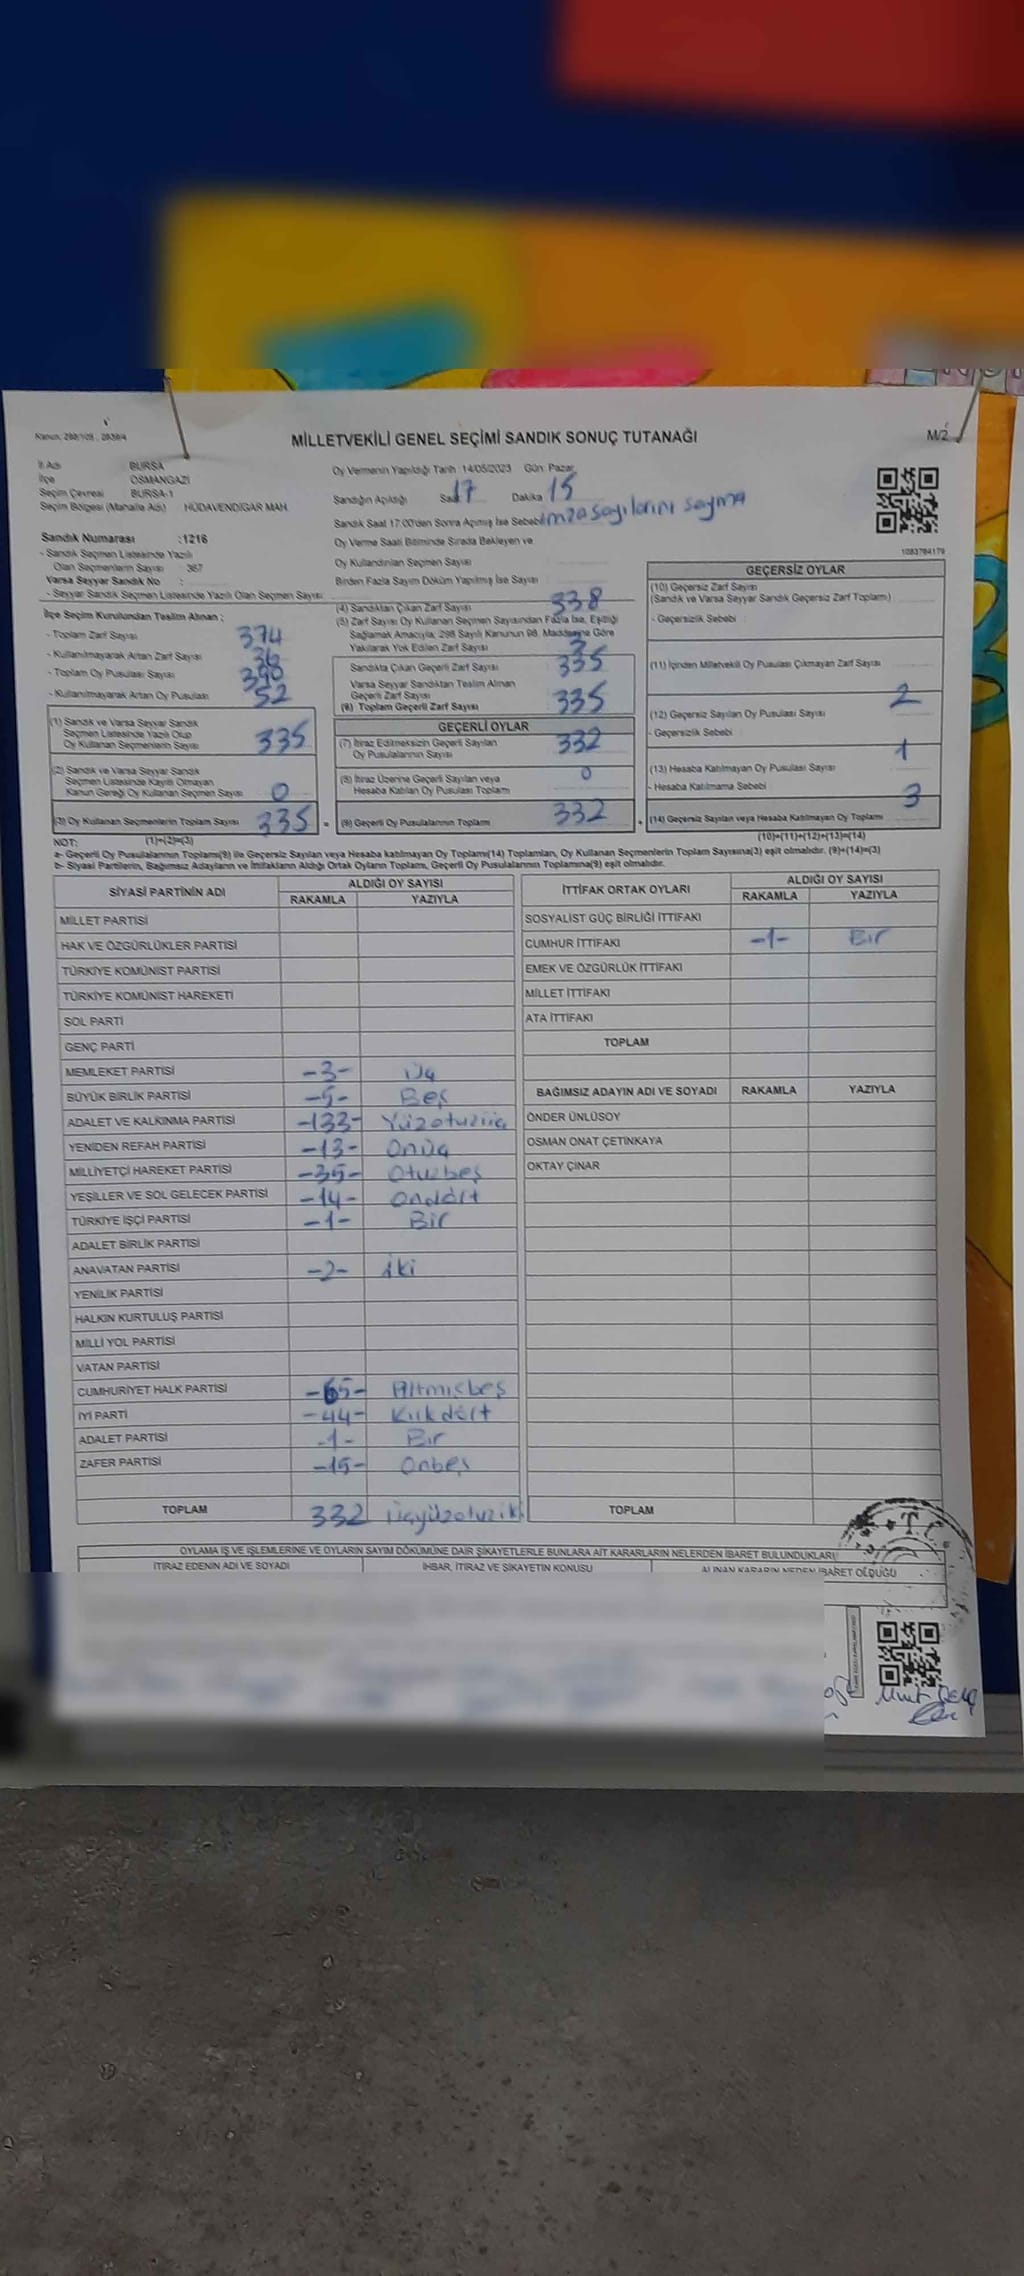 Kanun: 298/105 , 2839/4
MİLLETVEKİLİ GENEL SEÇİMİ SANDIK SONUÇ TUTANAĞI
M/2
İl Adı BURSA
İlçe OSMANGAZİ
Seçim Çevresi BURSA-1
Seçim Bölgesi (Mahalle Adı) HÜDAVENDİGAR MAH.
Oy Vermenin Yapıldığı Tarih :14/05/2023 Gün: Pazar
Sandığın Açıldığı Saat 17 Dakika 15
Sandık Saat 17:00'den Sonra Açılmış İse Sebebi imza sayılarını sayma
Sandık Numarası :1216
- Sandık Seçmen Listesinde Yazılı
Olan Seçmenlerin Sayısı : 367
Varsa Seyyar Sandık No :
- Seyyar Sandık Seçmen Listesinde Yazılı Olan Seçmen Sayısı
Oy Verme Saati Bitiminde Sırada Bekleyen ve
Oy Kullandırılan Seçmen Sayısı
Birden Fazla Sayım Döküm Yapılmış İse Sayısı
1083784179
İlçe Seçim Kurulundan Teslim Alınan ;
- Toplam Zarf Sayısı 374
- Kullanılmayarak Artan Zarf Sayısı 36
- Toplam Oy Pusulası Sayısı 390
- Kullanılmayarak Artan Oy Pusulası 52
(1) Sandık ve Varsa Seyyar Sandık
Seçmen Listesinde Yazılı Olup
Oy Kullanan Seçmenlerin Sayısı 335
(2) Sandık ve Varsa Seyyar Sandık
Seçmen Listesinde Kayıtlı Olmayan
Kanun Gereği Oy Kullanan Seçmen Sayısı 0
(3) Oy Kullanan Seçmenlerin Toplam Sayısı 335 =
(1)+(2)=(3)
(4) Sandıktan Çıkan Zarf Sayısı 338
(5) Zarf Sayısı Oy Kullanan Seçmen Sayısından Fazla İse, Eşitliği
Sağlamak Amacıyla; 298 Sayılı Kanunun 98. Maddesine Göre
Yakılarak Yok Edilen Zarf Sayısı 3
Sandıkta Çıkan Geçerli Zarf Sayısı 335
Varsa Seyyar Sandıktan Teslim Alınan
Geçerli Zarf Sayısı
(6) Toplam Geçerli Zarf Sayısı 335
GEÇERLİ OYLAR
(7) İtiraz Edilmeksizin Geçerli Sayılan
Oy Pusulalarının Sayısı 332
(8) İtiraz Üzerine Geçerli Sayılan veya
Hesaba Katılan Oy Pusulası Toplamı 0
(9) Geçerli Oy Pusulalarının Toplamı 332 +
GEÇERSİZ OYLAR
(10) Geçersiz Zarf Sayısı
(Sandık ve Varsa Seyyar Sandık Geçersiz Zarf Toplamı)
- Geçersizlik Sebebi :
(11) İçinden Milletvekili Oy Pusulası Çıkmayan Zarf Sayısı
2
(12) Geçersiz Sayılan Oy Pusulası Sayısı
- Geçersizlik Sebebi :
1
(13) Hesaba Katılmayan Oy Pusulası Sayısı
- Hesaba Katılmama Sebebi
3
(14) Geçersiz Sayılan veya Hesaba Katılmayan Oy Toplamı
(10)+(11)+(12)+(13)=(14)
NOT:
a- Geçerli Oy Pusulalarının Toplamı(9) ile Geçersiz Sayılan veya Hesaba katılmayan Oy Toplamı(14) Toplamları, Oy Kullanan Seçmenlerin Toplam Sayısına(3) eşit olmalıdır. (9)+(14)=(3)
b- Siyasi Partilerin, Bağımsız Adayların ve İttifakların Aldığı Ortak Oyların Toplamı, Geçerli Oy Pusulalarının Toplamına(9) eşit olmalıdır.
SİYASİ PARTİNİN ADI ALDIĞI OY SAYISI
RAKAMLA YAZIYLA
MİLLET PARTİSİ
HAK VE ÖZGÜRLÜKLER PARTİSİ
TÜRKİYE KOMÜNİST PARTİSİ
TÜRKİYE KOMÜNİST HAREKETİ
SOL PARTİ
GENÇ PARTİ
MEMLEKET PARTİSİ -3- Üç
BÜYÜK BİRLİK PARTİSİ -5- Beş
ADALET VE KALKINMA PARTİSİ -133- Yüzotuzüç
YENİDEN REFAH PARTİSİ -13- Onüç
MİLLİYETÇİ HAREKET PARTİSİ -35- Otuzbeş
YEŞİLLER VE SOL GELECEK PARTİSİ -14- Ondört
TÜRKİYE İŞÇİ PARTİSİ -1- Bir
ADALET BİRLİK PARTİSİ
ANAVATAN PARTİSİ -2- iki
YENİLİK PARTİSİ
HALKIN KURTULUŞ PARTİSİ
MİLLİ YOL PARTİSİ
VATAN PARTİSİ
CUMHURİYET HALK PARTİSİ -65- Altmışbeş
İYİ PARTİ -44- Kırkdört
ADALET PARTİSİ -1- Bir
ZAFER PARTİSİ -15- Onbeş
TOPLAM 332 Üçyüzotuzik
İTTİFAK ORTAK OYLARI ALDIĞI OY SAYISI
RAKAMLA YAZIYLA
SOSYALİST GÜÇ BİRLİĞİ İTTİFAKI
CUMHUR İTTİFAKI -1- Bir
EMEK VE ÖZGÜRLÜK İTTİFAKI
MİLLET İTTİFAKI
ATA İTTİFAKI
TOPLAM
BAĞIMSIZ ADAYIN ADI VE SOYADI RAKAMLA YAZIYLA
ÖNDER ÜNLÜSOY
OSMAN ONAT ÇETİNKAYA
OKTAY ÇINAR
TOPLAM
T.C.
OYLAMA İŞ VE İŞLEMLERİNE VE OYLARIN SAYIM DÖKÜMÜNE DAİR ŞİKAYETLERLE BUNLARA AİT KARARLARIN NELERDEN İBARET BULUNDUKLARI
İTİRAZ EDENİN ADI VE SOYADI İHBAR, İTİRAZ VE ŞİKAYETİN KONUSU ALINAN KARARIN NEDEN İBARET OLDUĞU